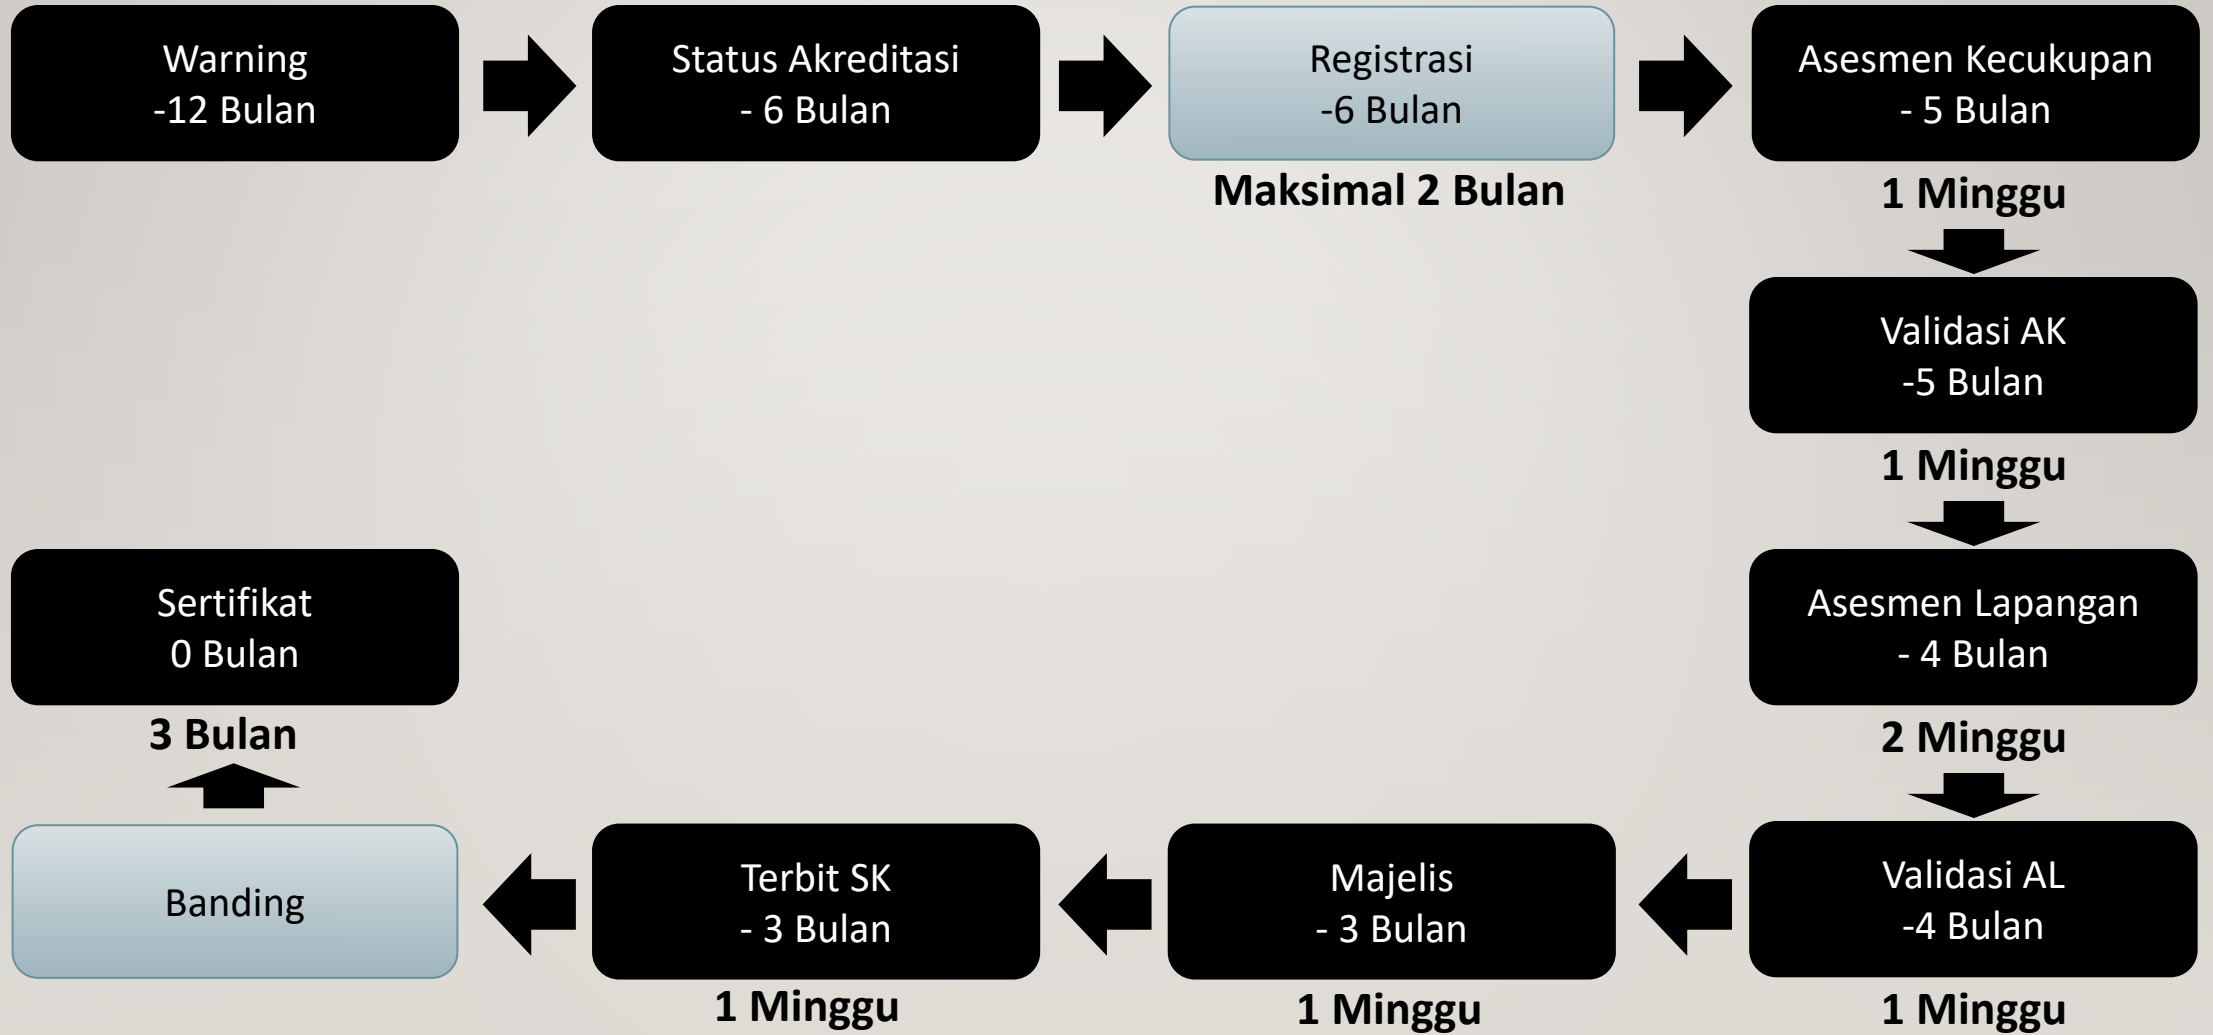 Warning
-12 Bulan
Status Akreditasi
- 6 Bulan
Registrasi
-6 Bulan
Maksimal 2 Bulan
Asesmen Kecukupan
- 5 Bulan
1 Minggu
Validasi AK
-5 Bulan
1 Minggu
Asesmen Lapangan
- 4 Bulan
2 Minggu
Validasi AL
-4 Bulan
1 Minggu
Majelis
- 3 Bulan
1 Minggu
Terbit SK
- 3 Bulan
1 Minggu
Banding
Sertifikat
0 Bulan
3 Bulan